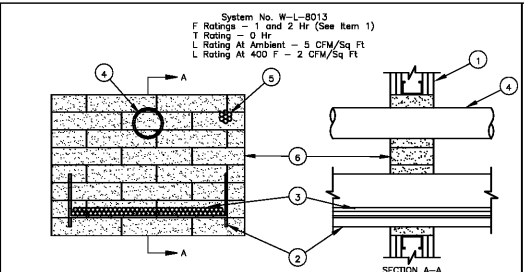 System No. W-L-8013
F Ratings - 1 and 2 Hr (See Item 1)
T Rating - 0 Hr
L Rating At Ambient - 5 CFM/Sq Ft
L Rating At 400 F - 2 CFM/Sq Ft
A
4
5
1
4
6
3
2
A
SECTION A-A